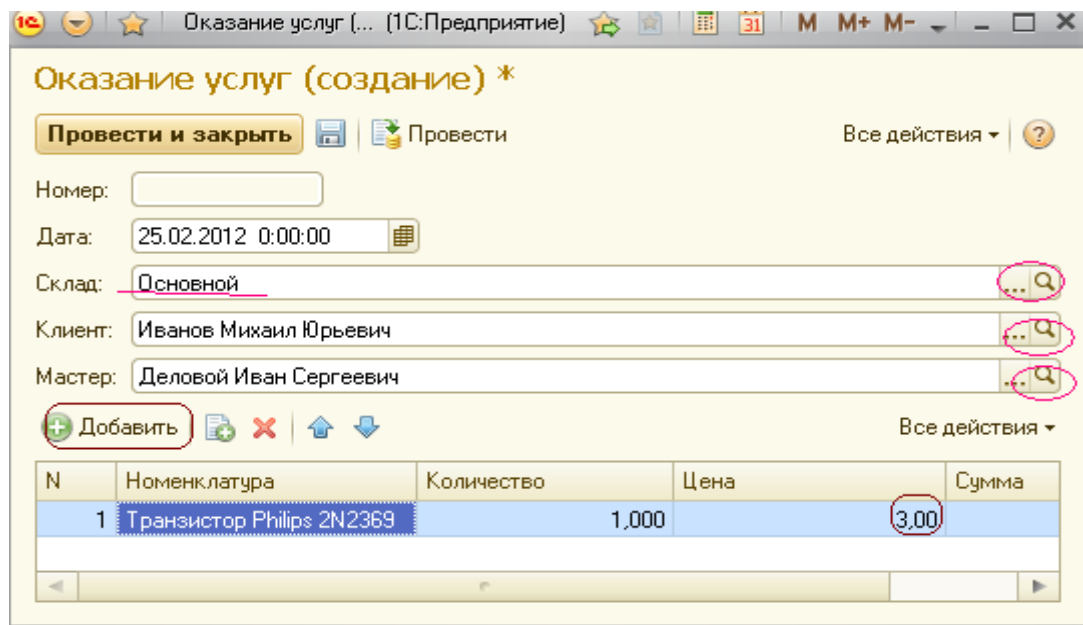 1С Оказание услуг (... (1С:Предприятие) 31 M M+ M-
Оказание услуг (создание) *
Провести и закрыть Провести Все действия ?
Номер:
Дата: 25.02.2012 0:00:00
Склад: Основной ...
Клиент: Иванов Михаил Юрьевич ...
Мастер: Деловой Иван Сергеевич ...
Добавить Все действия
N Номенклатура Количество Цена Сумма
1 Транзистор Philips 2N2369 1,000 3,00